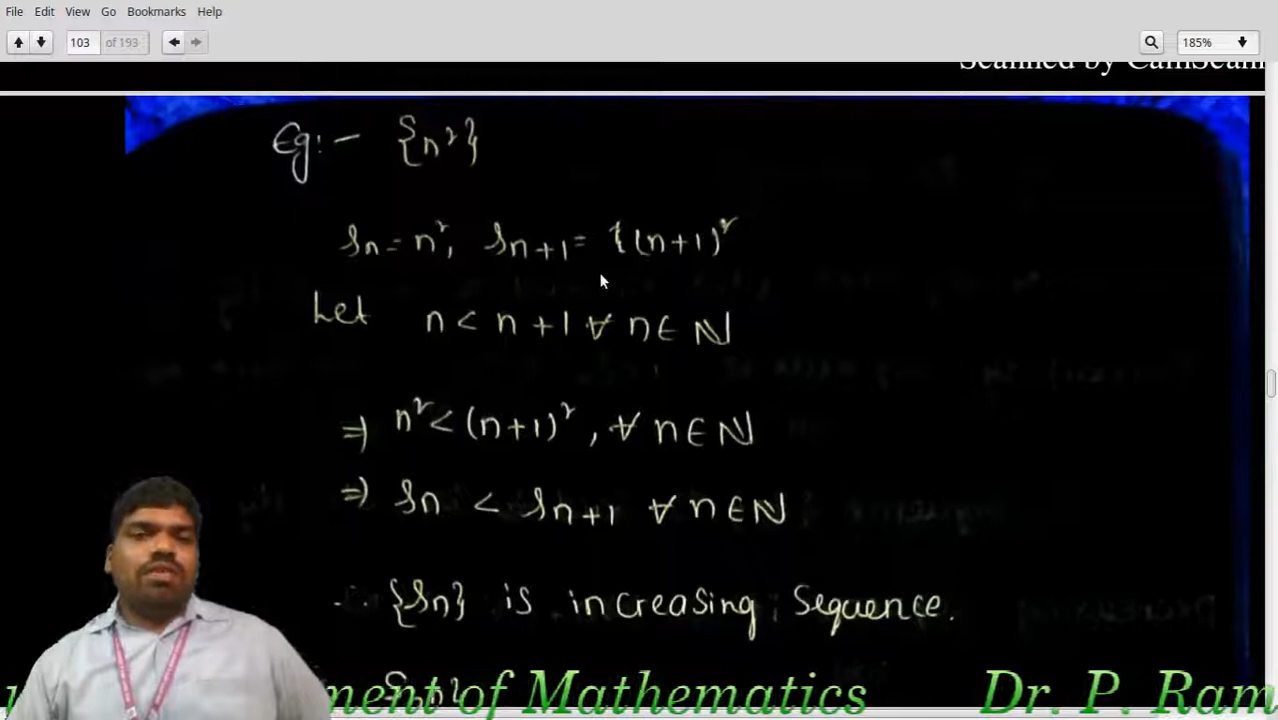 File Edit View Go Bookmarks Help
103 of 193 185%
Scanned by CamScan
Eg:- {n²}
Sn = n², Sn+1 = {(n+1)²
Let n < n+1 ∀ n ∈ ℕ
⇒ n² < (n+1)², ∀ n ∈ ℕ
⇒ Sn < Sn+1 ∀ n ∈ ℕ
∴ {Sn} is increasing sequence.
ment of Mathematics Dr. P. Ram